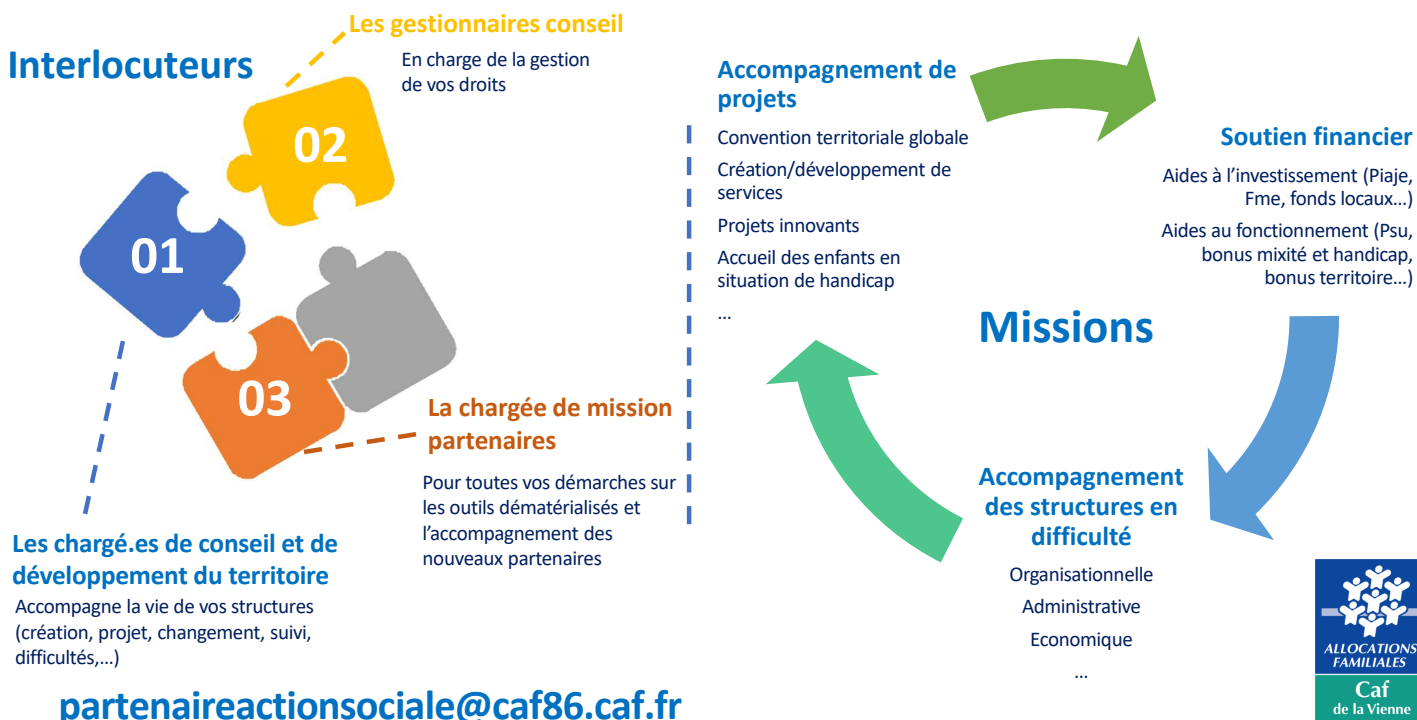 Interlocuteurs
Les gestionnaires conseil
En charge de la gestion
de vos droits
02
01
03
La chargée de mission
partenaires
Pour toutes vos démarches sur
les outils dématérialisés et
l'accompagnement des
nouveaux partenaires
Les chargé.es de conseil et de
développement du territoire
Accompagne la vie de vos structures
(création, projet, changement, suivi,
difficultés,...)
partenaireactionsociale@caf86.caf.fr
Accompagnement de
projets
Convention territoriale globale
Création/développement de
services
Projets innovants
Accueil des enfants en
situation de handicap
...
Soutien financier
Aides à l'investissement (Piaje,
Fme, fonds locaux...)
Aides au fonctionnement (Psu,
bonus mixité et handicap,
bonus territoire...)
Missions
Accompagnement
des structures en
difficulté
Organisationnelle
Administrative
Economique
...
ALLOCATIONS
FAMILIALES
Caf
de la Vienne